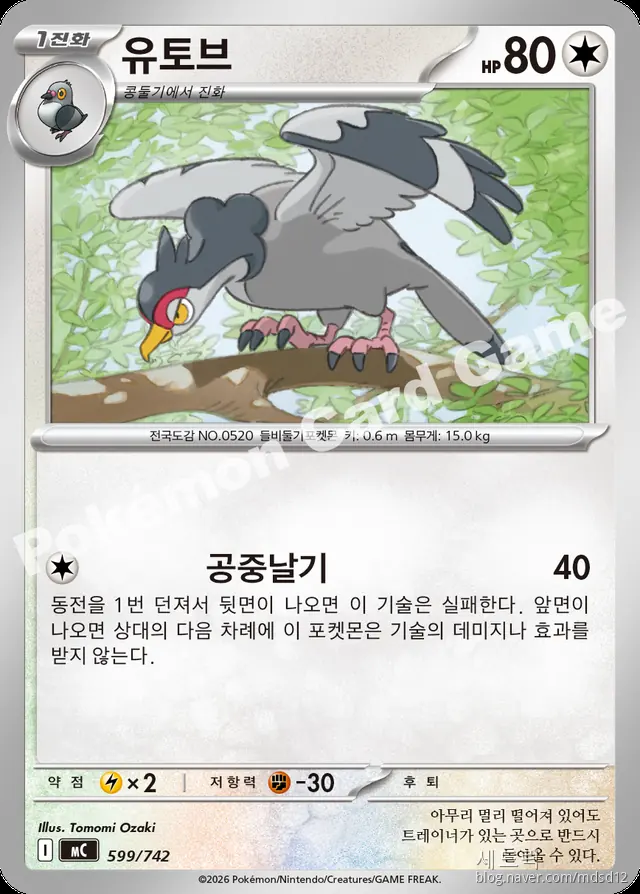 1진화
유토브
HP 80
콩둘기에서 진화
전국도감 NO.0520 들비둘기포켓몬 키: 0.6 m 몸무게: 15.0 kg
Pokémon Card Game
공중날기 40
동전을 1번 던져서 뒷면이 나오면 이 기술은 실패한다. 앞면이
나오면 상대의 다음 차례에 이 포켓몬은 기술의 데미지나 효과를
받지 않는다.
약점 ×2 저항력 -30 후퇴
Illus. Tomomi Ozaki
I MC 599/742
아무리 멀리 떨어져 있어도
트레이너가 있는 곳으로 반드시
돌아올 수 있다.
blog.naver.com/mdsd12
©2026 Pokémon/Nintendo/Creatures/GAME FREAK.